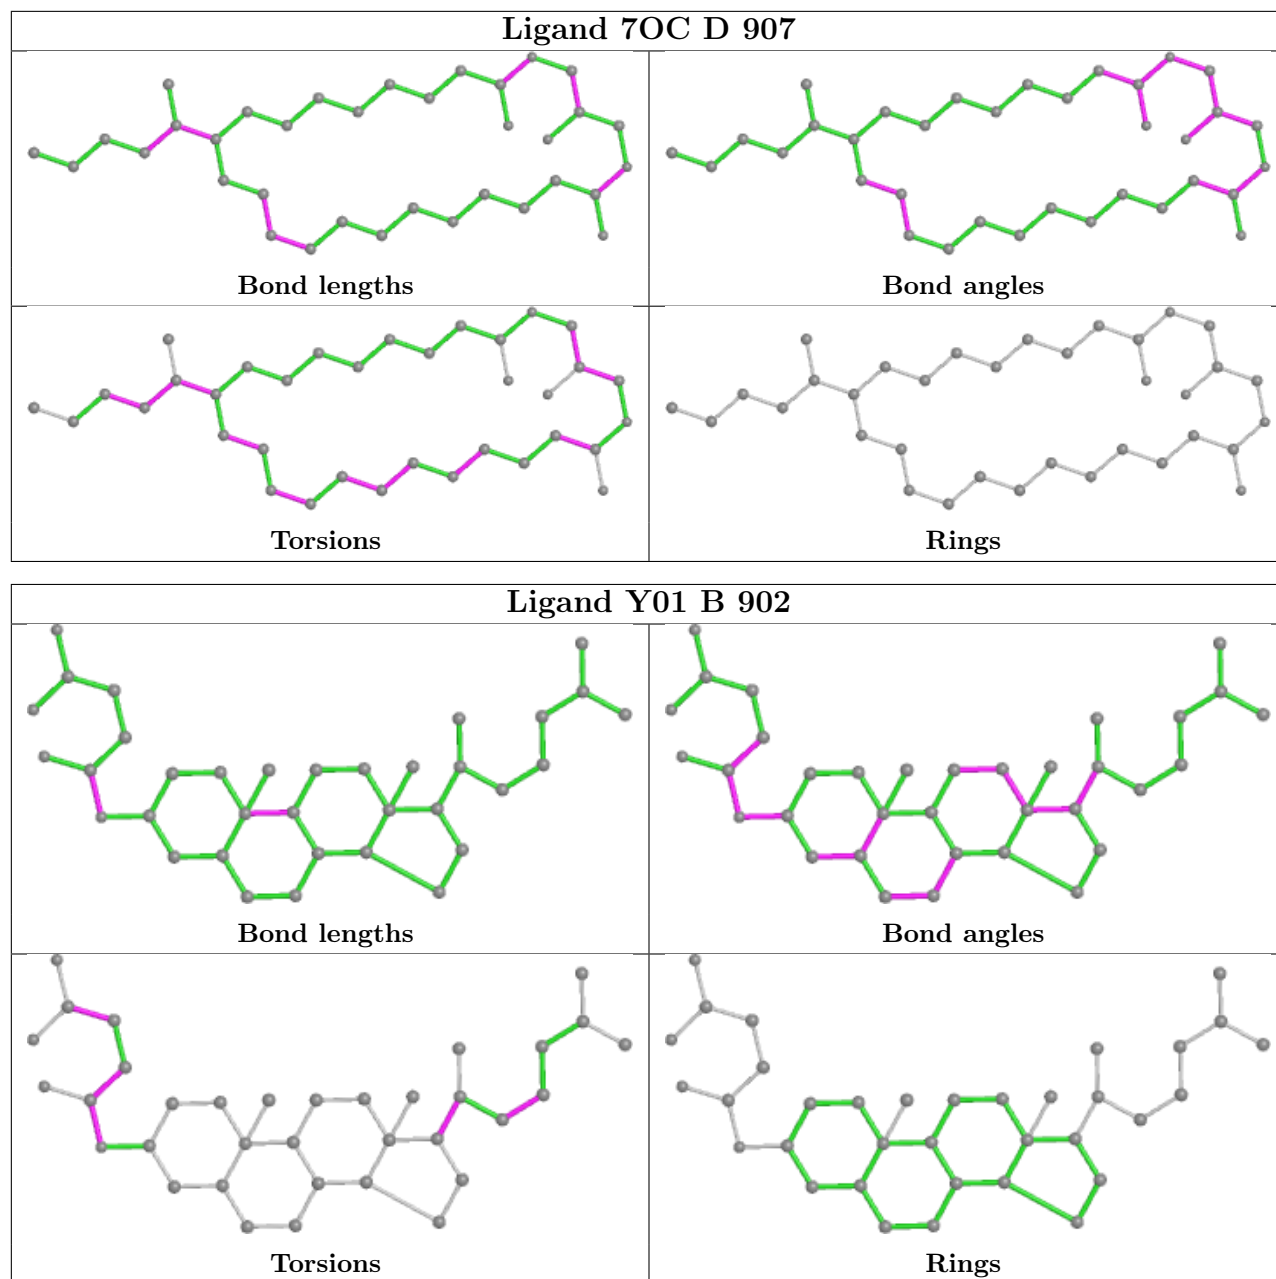 Ligand 7OC D 907
Bond lengths
Bond angles
Torsions
Rings
Ligand Y01 B 902
Bond lengths
Bond angles
Torsions
Rings